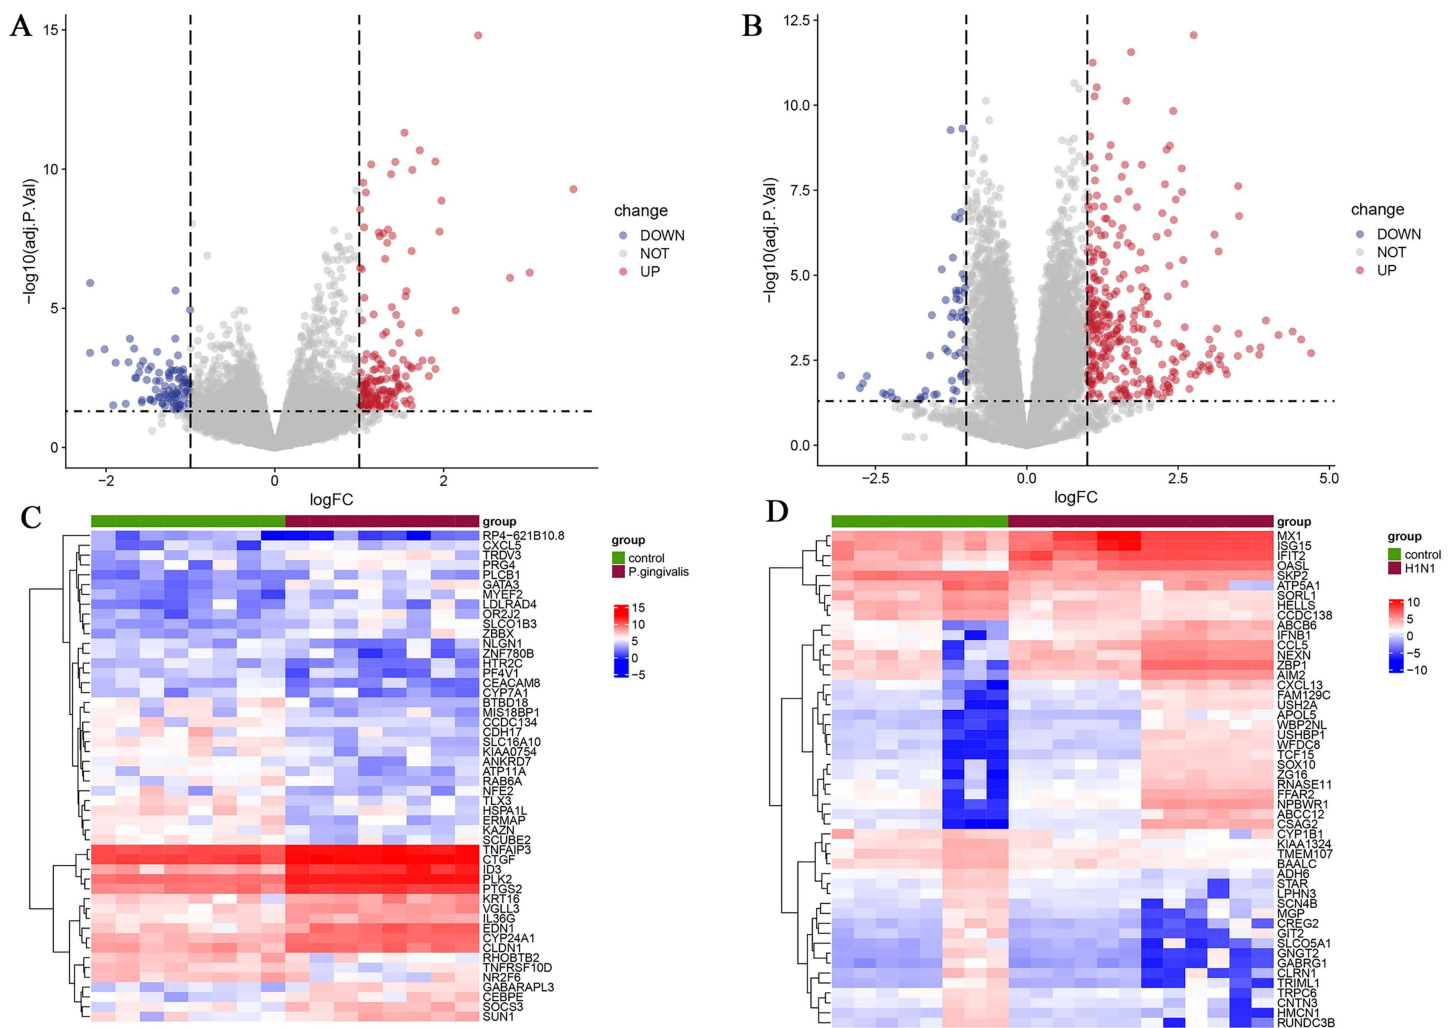 A
15
10
5
0
−log10(adj.P.Val)
−2
0
2
logFC
change
DOWN
NOT
UP
B
12.5
10.0
7.5
5.0
2.5
0.0
−log10(adj.P.Val)
−2.5
0.0
2.5
5.0
logFC
change
DOWN
NOT
UP
C
group
RP4−621B10.8
CXCL5
TRDV3
PRG4
PLCB1
GATA3
MYEF2
LDLRAD4
OR2J2
SLCO1B3
ZBBX
NLGN1
ZNF780B
HTR2C
PF4V1
CEACAM8
CYP7A1
BTBD18
MIS18BP1
CCDC134
CDH17
SLC16A10
KIAA0754
ANKRD7
ATP11A
RAB6A
NFE2
TLX3
HSPA1L
ERMAP
KAZN
SCUBE2
TNFAIP3
CTGF
ID3
PLK2
PTGS2
KRT16
VGLL3
IL36G
EDN1
CYP24A1
CLDN1
RHOBTB2
TNFRSF10D
NR2F6
GABARAPL3
CEBPE
SOCS3
SUN1
group
control
P.gingivalis
15
10
5
0
−5
D
group
MX1
ISG15
IFIT2
OASL
SKP2
ATP5A1
SORL1
HELLS
CCDC138
ABCB6
IFNB1
CCL5
NEXN
ZBP1
AIM2
CXCL13
FAM129C
USH2A
APOL5
WBP2NL
USHBP1
WFDC8
TCF15
SOX10
ZG16
RNASE11
FFAR2
NPBWR1
ABCC12
CSAG2
CYP1B1
KIAA1324
TMEM107
BAALC
ADH6
STAR
LPHN3
SCN4B
MGP
CREG2
GIT2
SLCO5A1
GNGT2
GABRG1
CLRN1
TRIML1
TRPC6
CNTN3
HMCN1
RUNDC3B
group
control
H1N1
10
5
0
−5
−10